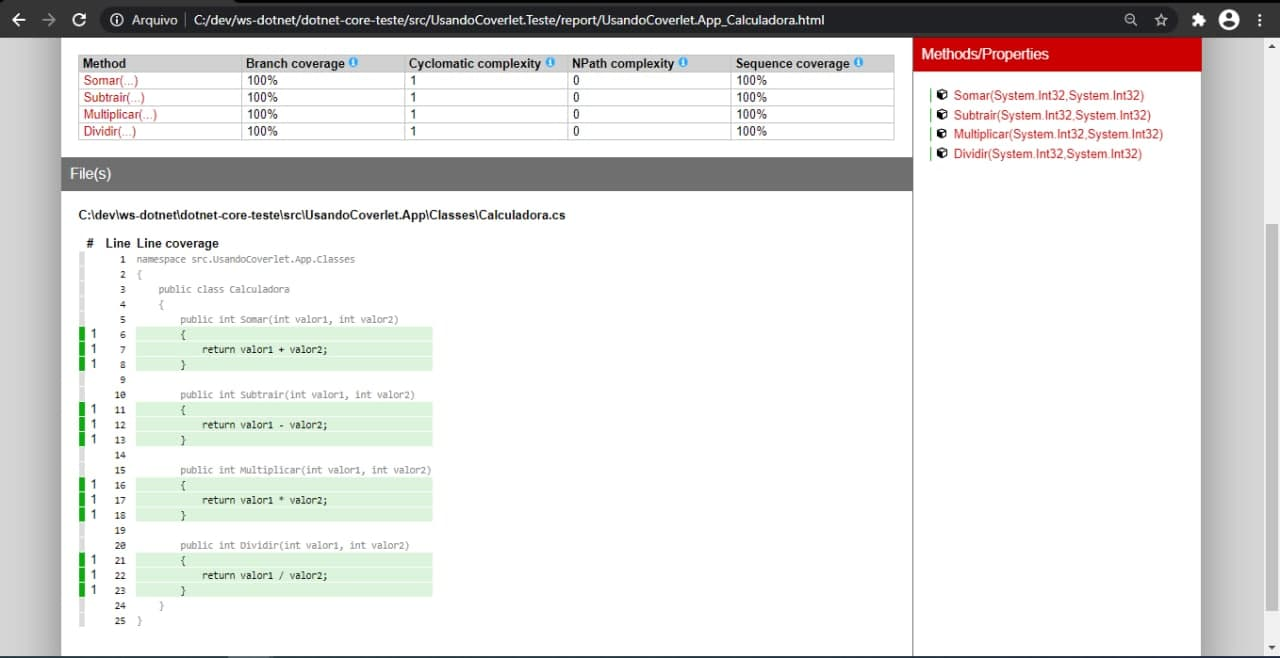 Arquivo C:/dev/ws-dotnet/dotnet-core-teste/src/UsandoCoverlet.Teste/report/UsandoCoverlet.App_Calculadora.html
Method Branch coverage Cyclomatic complexity NPath complexity Sequence coverage
Somar(...) 100% 1 0 100%
Subtrair(...) 100% 1 0 100%
Multiplicar(...) 100% 1 0 100%
Dividir(...) 100% 1 0 100%
File(s)
C:\dev\ws-dotnet\dotnet-core-teste\src\UsandoCoverlet.App\Classes\Calculadora.cs
# Line Line coverage
1 namespace src.UsandoCoverlet.App.Classes
2 {
3 public class Calculadora
4 {
5 public int Somar(int valor1, int valor2)
1 6 {
1 7 return valor1 + valor2;
1 8 }
9
10 public int Subtrair(int valor1, int valor2)
1 11 {
1 12 return valor1 - valor2;
1 13 }
14
15 public int Multiplicar(int valor1, int valor2)
1 16 {
1 17 return valor1 * valor2;
1 18 }
19
20 public int Dividir(int valor1, int valor2)
1 21 {
1 22 return valor1 / valor2;
1 23 }
24 }
25 }
Methods/Properties
Somar(System.Int32,System.Int32)
Subtrair(System.Int32,System.Int32)
Multiplicar(System.Int32,System.Int32)
Dividir(System.Int32,System.Int32)